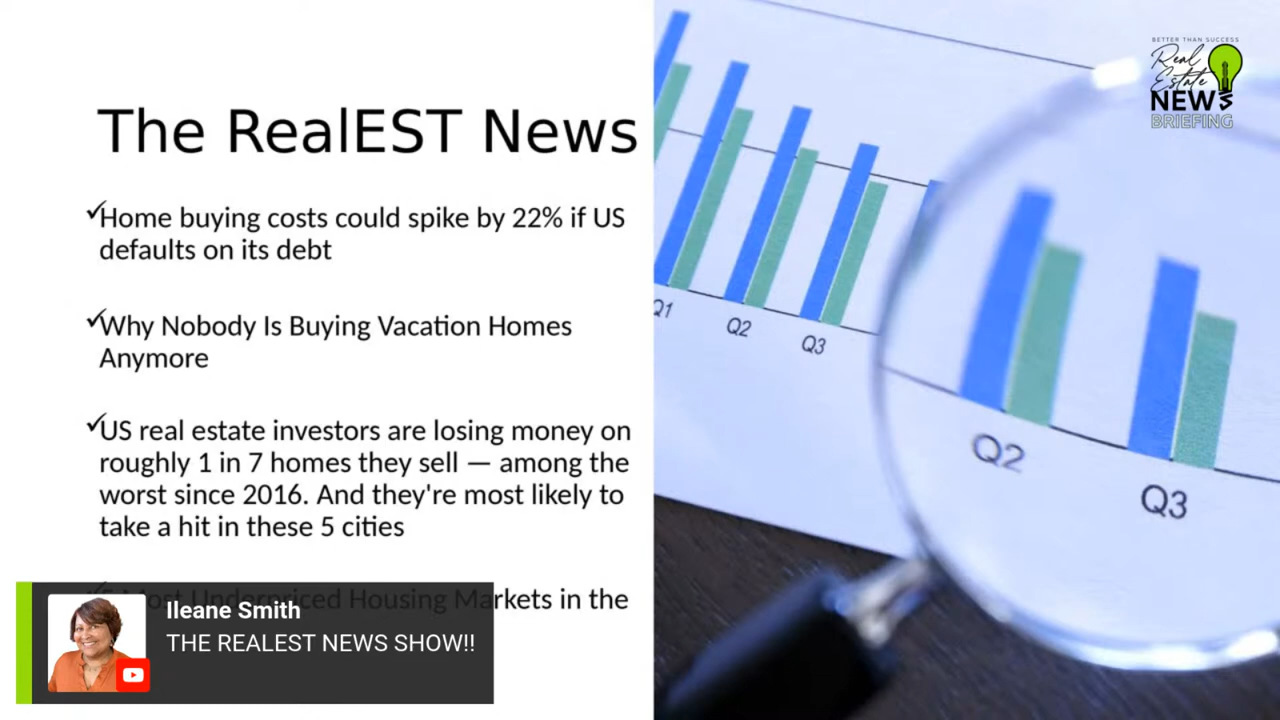 BETTER THAN SUCCESS
Real
Estate
NEWS
BRIEFING
The RealEST News
✓Home buying costs could spike by 22% if US
defaults on its debt
✓Why Nobody Is Buying Vacation Homes
Anymore
✓US real estate investors are losing money on
roughly 1 in 7 homes they sell — among the
worst since 2016. And they're most likely to
take a hit in these 5 cities
Most Underpriced Housing Markets in the
Ileane Smith
THE REALEST NEWS SHOW!!
Q1
Q2
Q3
Q2
Q3